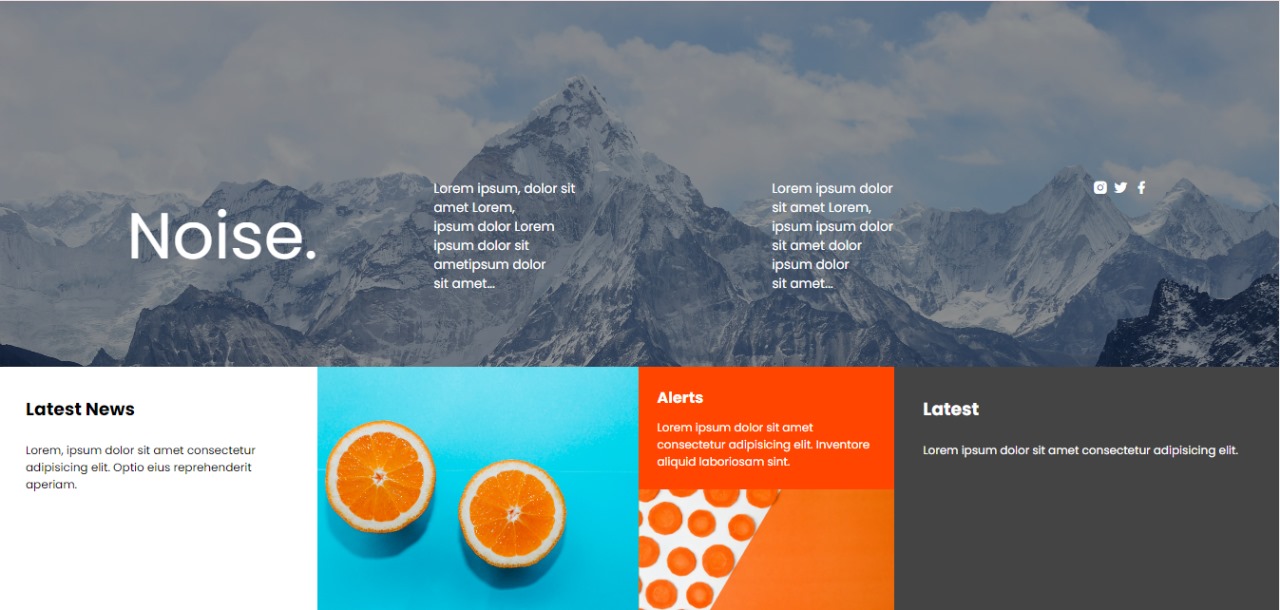 Noise.
Lorem ipsum, dolor sit
amet Lorem,
ipsum dolor Lorem
ipsum dolor sit
ametipsum dolor
sit amet...
Lorem ipsum dolor
sit amet Lorem,
ipsum ipsum dolor
sit amet dolor
ipsum dolor
sit amet...
Latest News
Lorem, ipsum dolor sit amet consectetur
adipisicing elit. Optio eius reprehenderit
aperiam.
Alerts
Lorem ipsum dolor sit amet
consectetur adipisicing elit. Inventore
aliquid laboriosam sint.
Latest
Lorem ipsum dolor sit amet consectetur adipisicing elit.